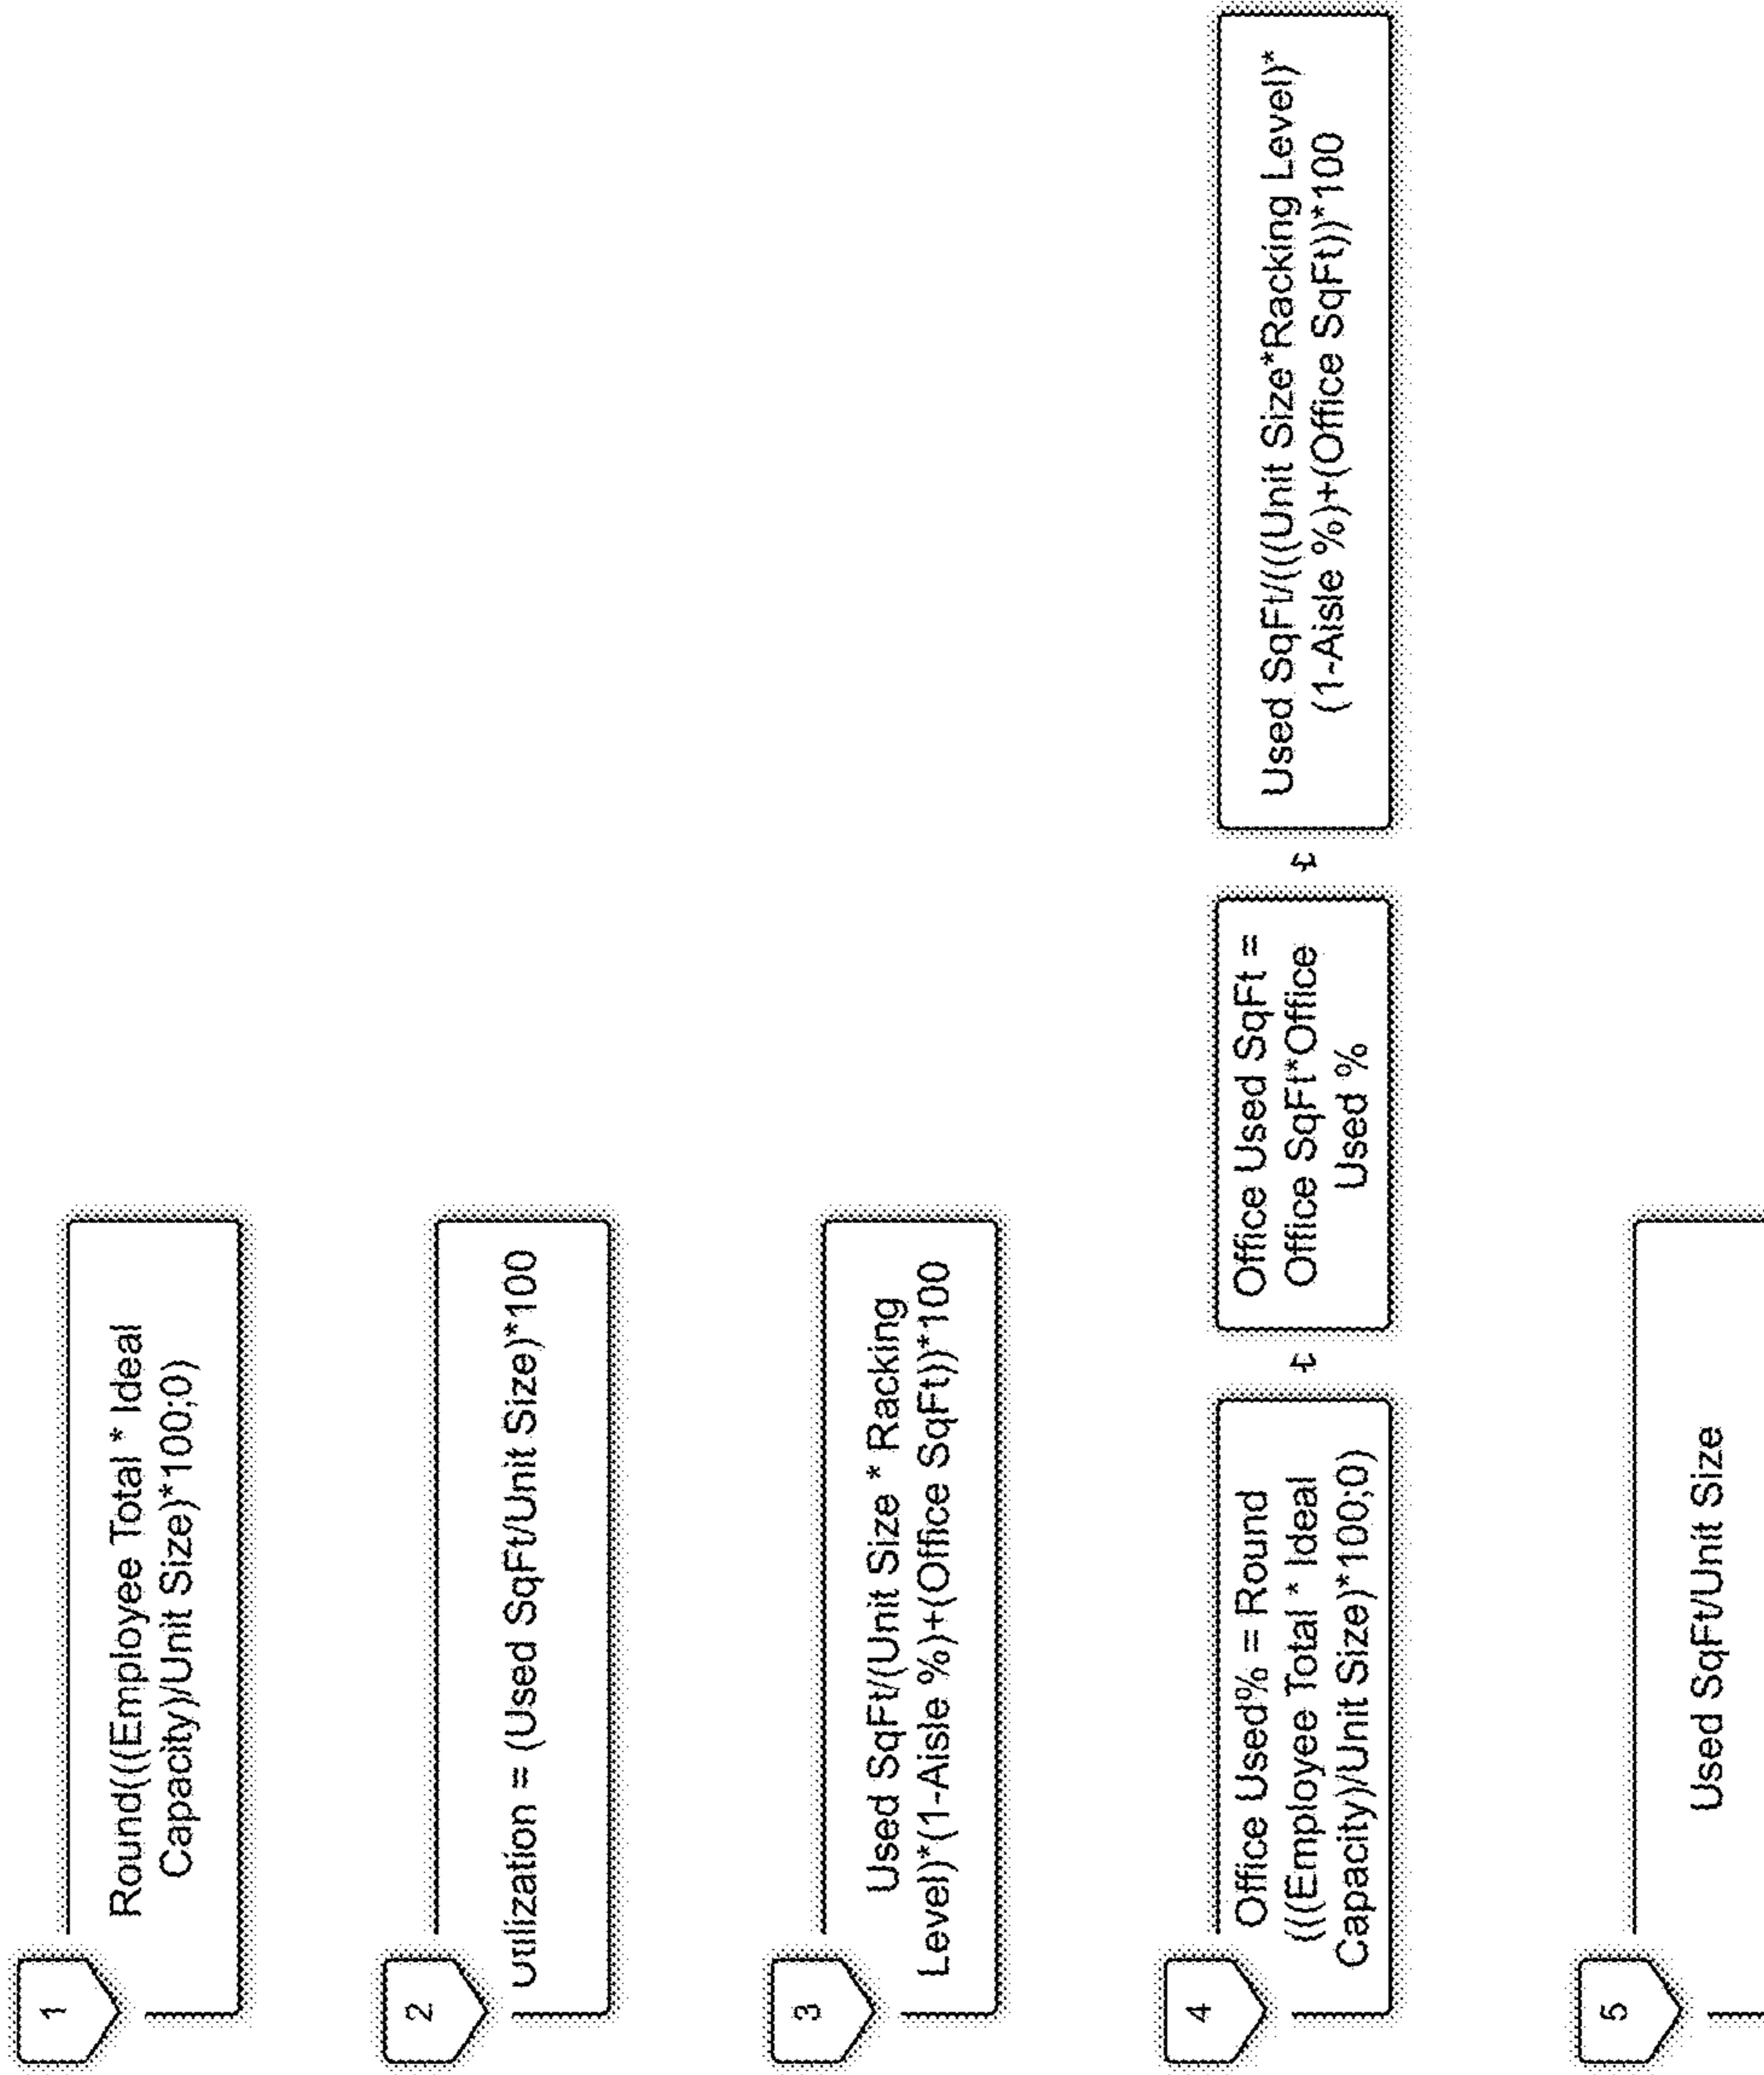 1
Round(((Employee Total * Ideal
Capacity)/Unit Size)*100;0)
2
Utilization = (Used SqFt/Unit Size)*100
3
Used SqFt/(Unit Size * Racking
Level)*(1-Aisle %)+(Office SqFt))*100
4
Office Used% = Round
(((Employee Total * Ideal
Capacity)/Unit Size)*100;0)
Office Used SqFt =
Office SqFt*Office
Used %
Used SqFt/(((Unit Size*Racking Level)*
(1-Aisle %)+(Office SqFt))*100
5
Used SqFt/Unit Size